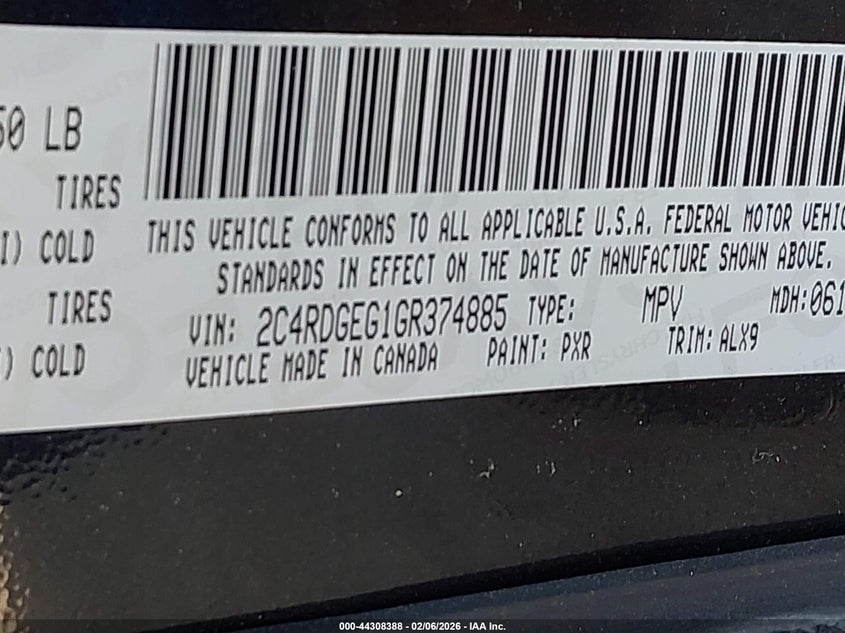 50 LB
TIRES
I) COLD
TIRES
) COLD
THIS VEHICLE CONFORMS TO ALL APPLICABLE U.S.A. FEDERAL MOTOR VEHIC
STANDARDS IN EFFECT ON THE DATE OF MANUFACTURE SHOWN ABOVE.
VIN: 2C4RDGEG1GR374885 TYPE: MPV MDH:061
VEHICLE MADE IN CANADA PAINT: PXR TRIM: ALX9
000-44308388 - 02/06/2026 - IAA Inc.